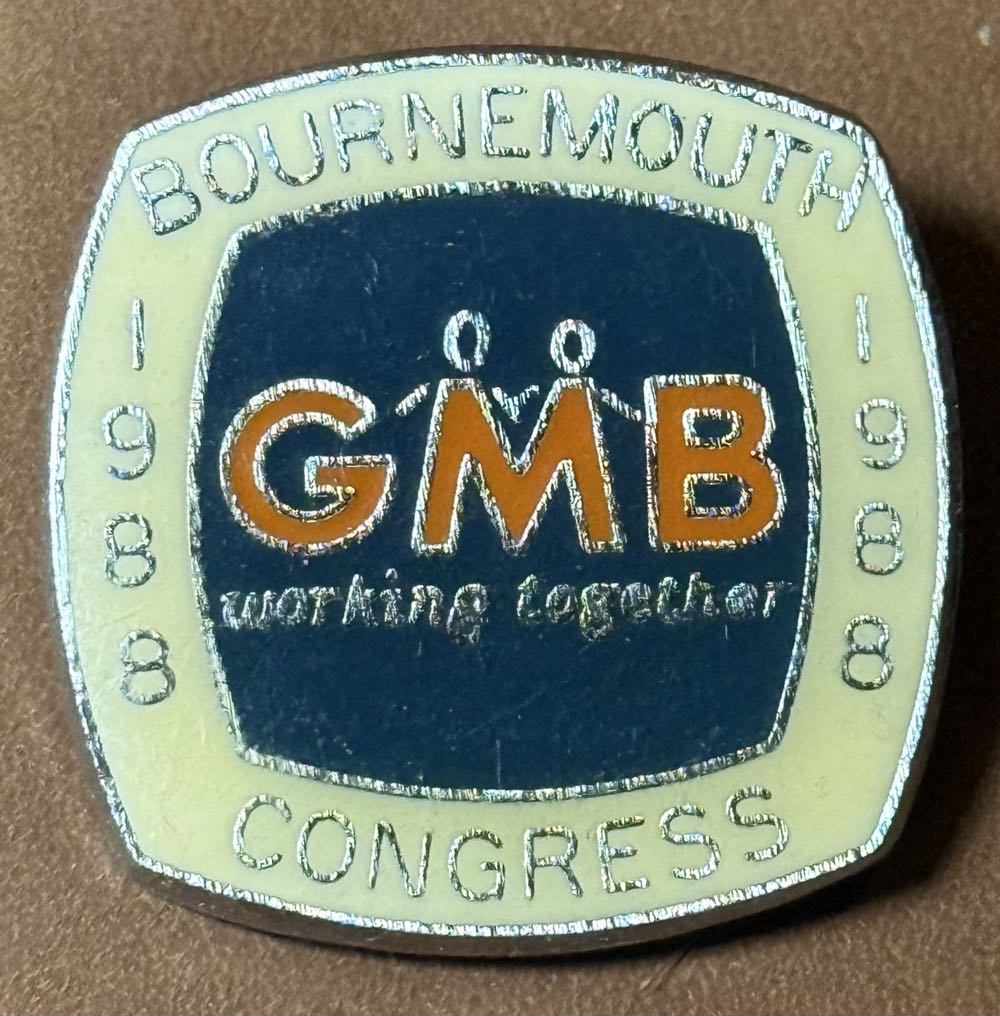 BOURNEMOUTH
1988
1988
GMB
working together
CONGRESS